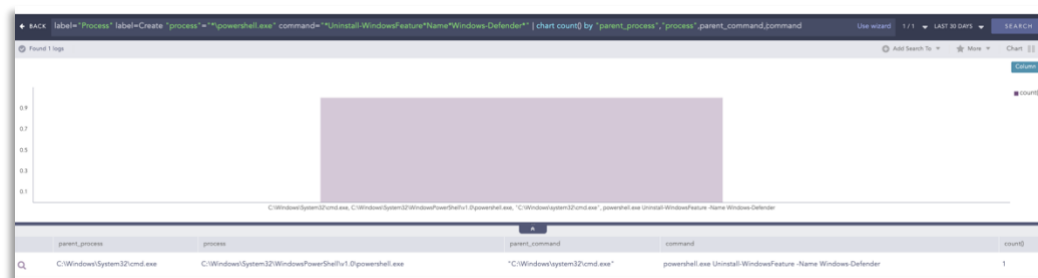 ← BACK label="Process" label=Create "process"="*\powershell.exe" command="*Uninstall-WindowsFeature*Name*Windows-Defender*" | chart count() by "parent_process","process",parent_command,command Use wizard 1 / 1 LAST 30 DAYS SEARCH
Found 1 logs Add Search To More Chart
Column
count()
0.9
0.7
0.5
0.3
0.1
C:\Windows\System32\cmd.exe, C:\Windows\System32\WindowsPowerShell\v1.0\powershell.exe, "C:\Windows\system32\cmd.exe", powershell.exe Uninstall-WindowsFeature -Name Windows-Defender
parent_process process parent_command command count()
C:\Windows\System32\cmd.exe C:\Windows\System32\WindowsPowerShell\v1.0\powershell.exe "C:\Windows\system32\cmd.exe" powershell.exe Uninstall-WindowsFeature -Name Windows-Defender 1